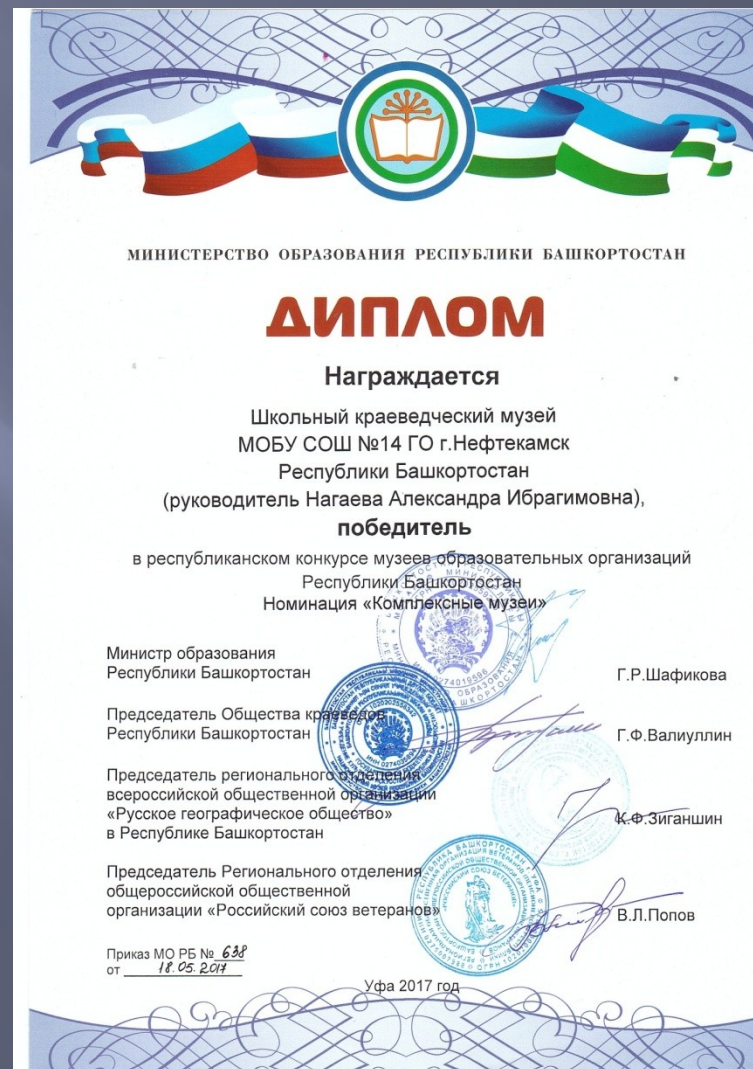 МИНИСТЕРСТВО ОБРАЗОВАНИЯ РЕСПУБЛИКИ БАШКОРТОСТАН
ДИПЛОМ
Награждается
Школьный краеведческий музей
МОБУ СОШ №14 ГО г.Нефтекамск
Республики Башкортостан
(руководитель Нагаева Александра Ибрагимовна),
победитель
в республиканском конкурсе музеев образовательных организаций
Республики Башкортостан
Номинация «Комплексные музеи»
Министр образования
Республики Башкортостан
Г.Р.Шафикова
Председатель Общества краеведов
Республики Башкортостан
Г.Ф.Валиуллин
Председатель регионального отделения
всероссийской общественной организации
«Русское географическое общество»
в Республике Башкортостан
К.Ф.Зиганшин
Председатель Регионального отделения
общероссийской общественной
организации «Российский союз ветеранов»
В.Л.Попов
Приказ МО РБ № 638
от 18.05.2017
Уфа 2017 год